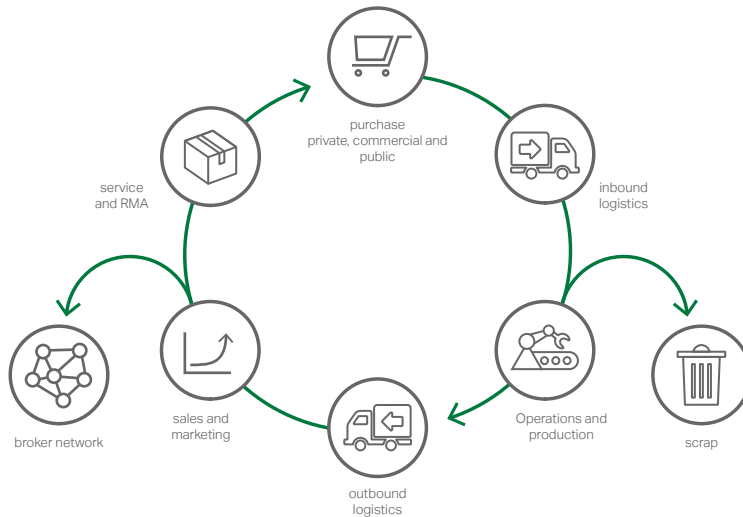 purchase
private, commercial and
public
inbound
logistics
service
and RMA
Operations and
production
scrap
outbound
logistics
sales and
marketing
broker network